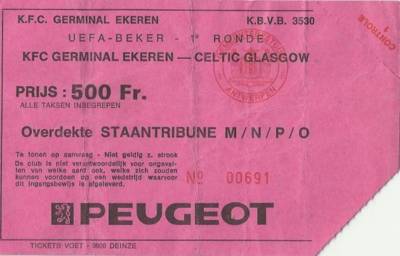 K.F.C. GERMINAL EKEREN K.B.V.B. 3530
UEFA-BEKER - 1e RONDE
KFC GERMINAL EKEREN — CELTIC GLASGOW
PRIJS : 500 Fr.
ALLE TAKSEN INBEGREPEN
ANTWERPEN
CONTROLE
1
Overdekte STAANTRIBUNE M/N/P/O
Te tonen op aanvraag - Niet geldig z. strook
De club is niet verantwoordelijk voor ongevallen
van welke aard ook, welke zich zouden
kunnen voordoen op een wedstrijd waarvoor
dit ingangsbewijs is afgeleverd.
No 00691
PEUGEOT
TICKETS VOET - 9800 DEINZE